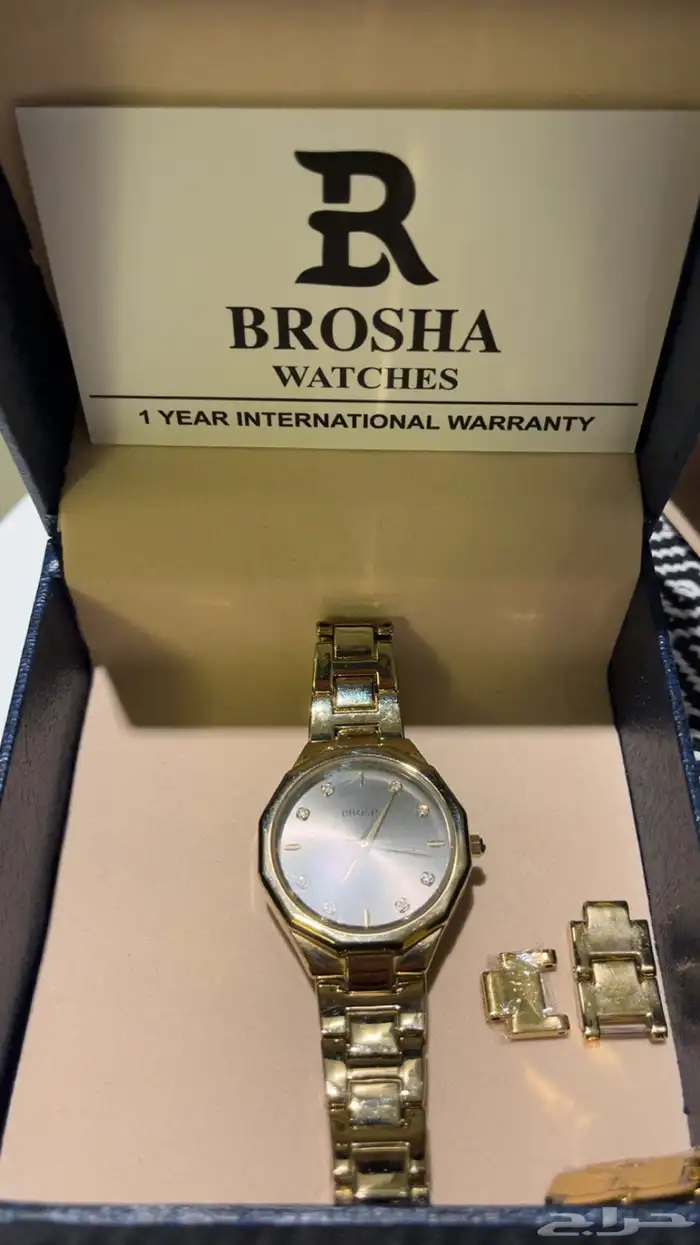 BROSHA
WATCHES
1 YEAR INTERNATIONAL WARRANTY
حراج